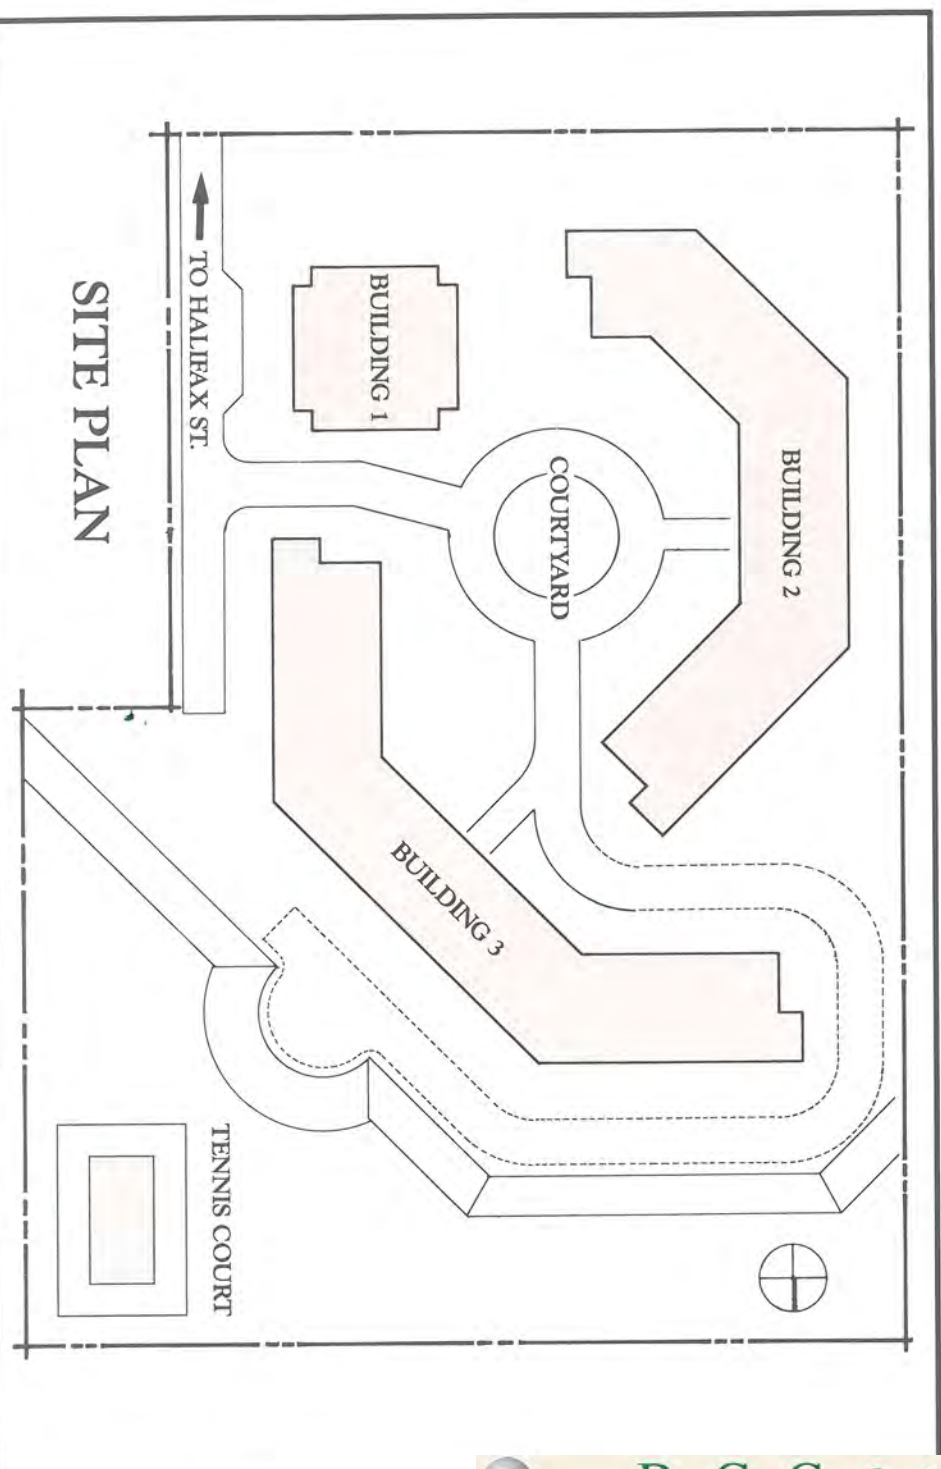 BUILDING 2
BUILDING 1
COURTYARD
TO HALIFAX ST.
BUILDING 3
TENNIS COURT
SITE PLAN